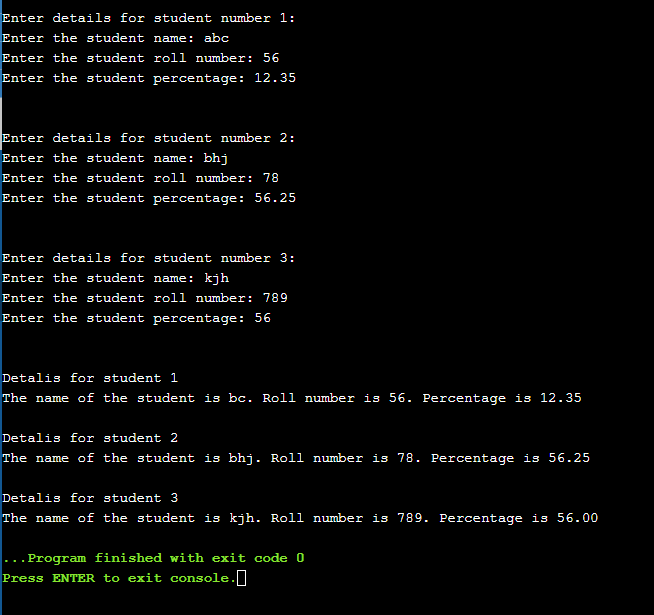 Enter details for student number 1:
Enter the student name: abc
Enter the student roll number: 56
Enter the student percentage: 12.35
Enter details for student number 2:
Enter the student name: bhj
Enter the student roll number: 78
Enter the student percentage: 56.25
Enter details for student number 3:
Enter the student name: kjh
Enter the student roll number: 789
Enter the student percentage: 56
Detalis for student 1
The name of the student is bc. Roll number is 56. Percentage is 12.35
Detalis for student 2
The name of the student is bhj. Roll number is 78. Percentage is 56.25
Detalis for student 3
The name of the student is kjh. Roll number is 789. Percentage is 56.00
...Program finished with exit code 0
Press ENTER to exit console.